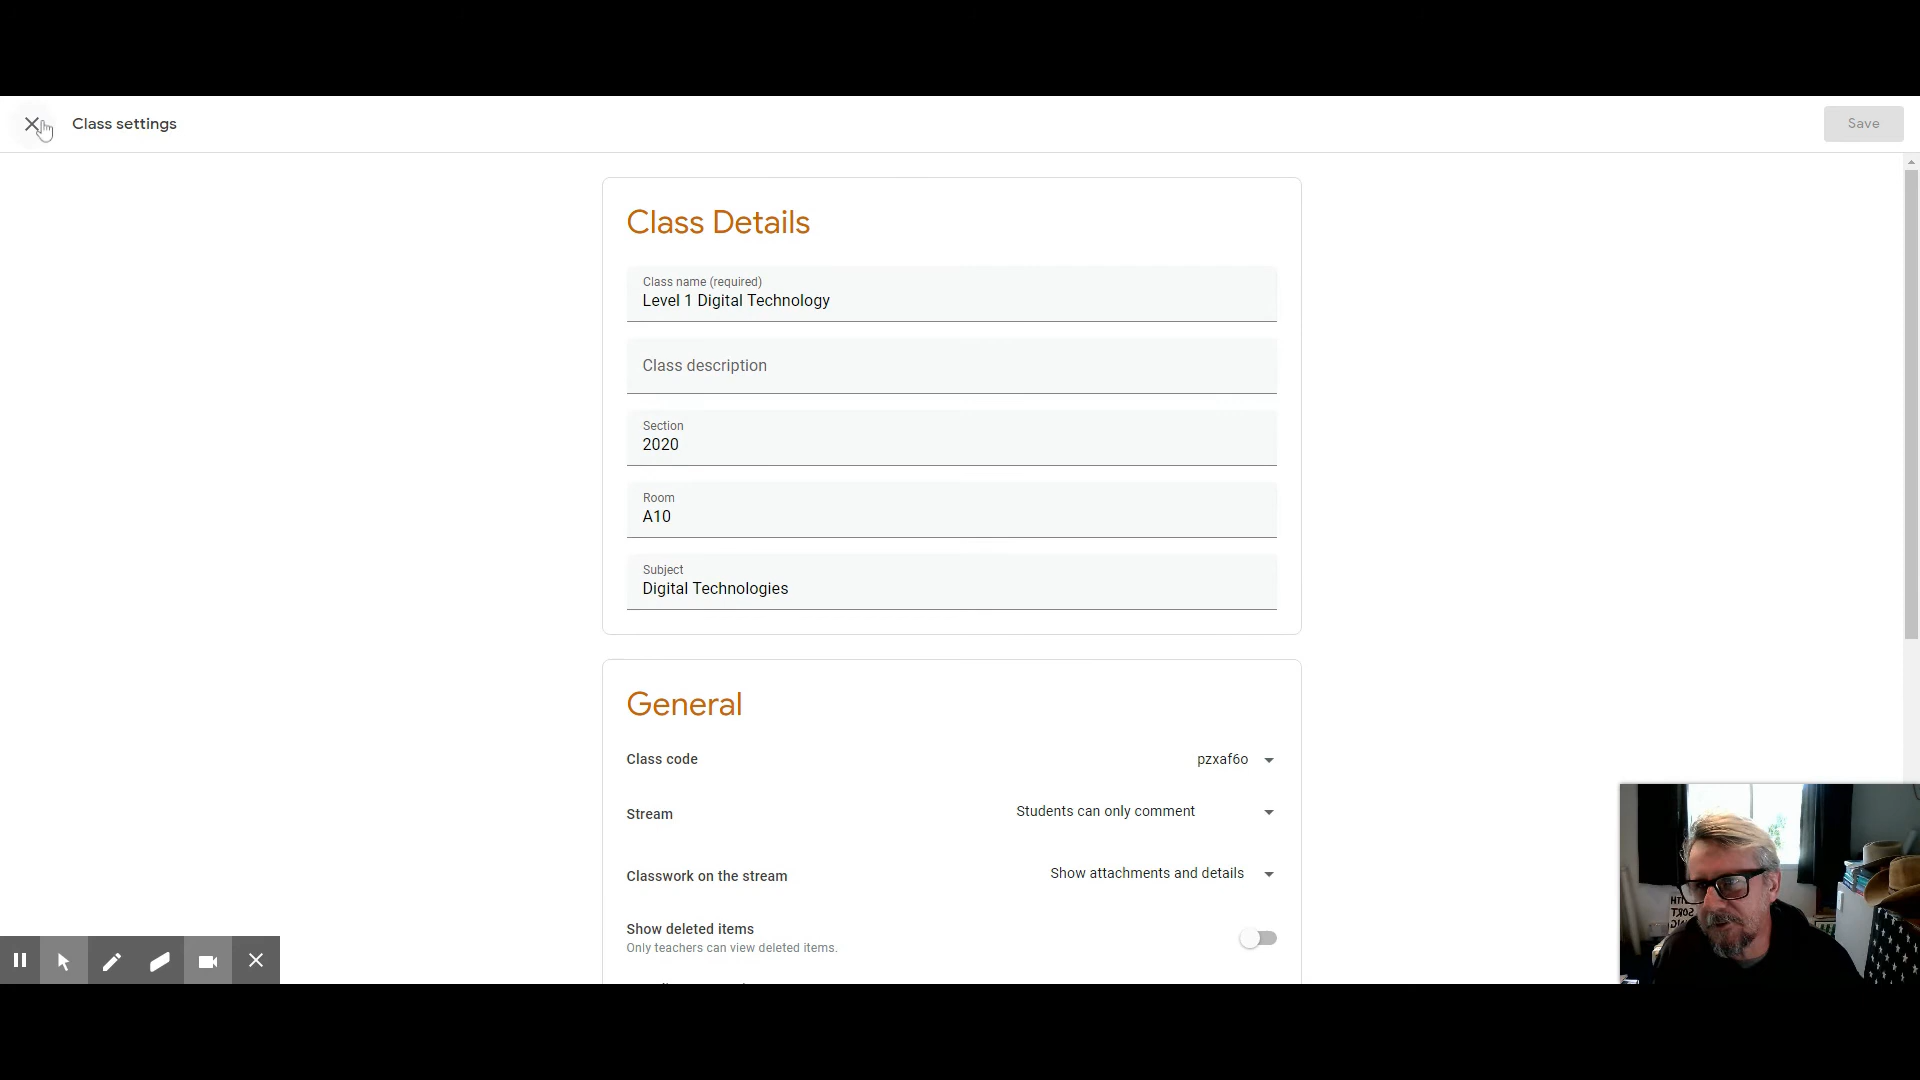 Class settings
Save
Class Details
Class name (required)
Level 1 Digital Technology
Class description
Section
2020
Room
A10
Subject
Digital Technologies
General
Class code
pzxaf6o
Stream
Students can only comment
Classwork on the stream
Show attachments and details
Show deleted items
Only teachers can view deleted items.